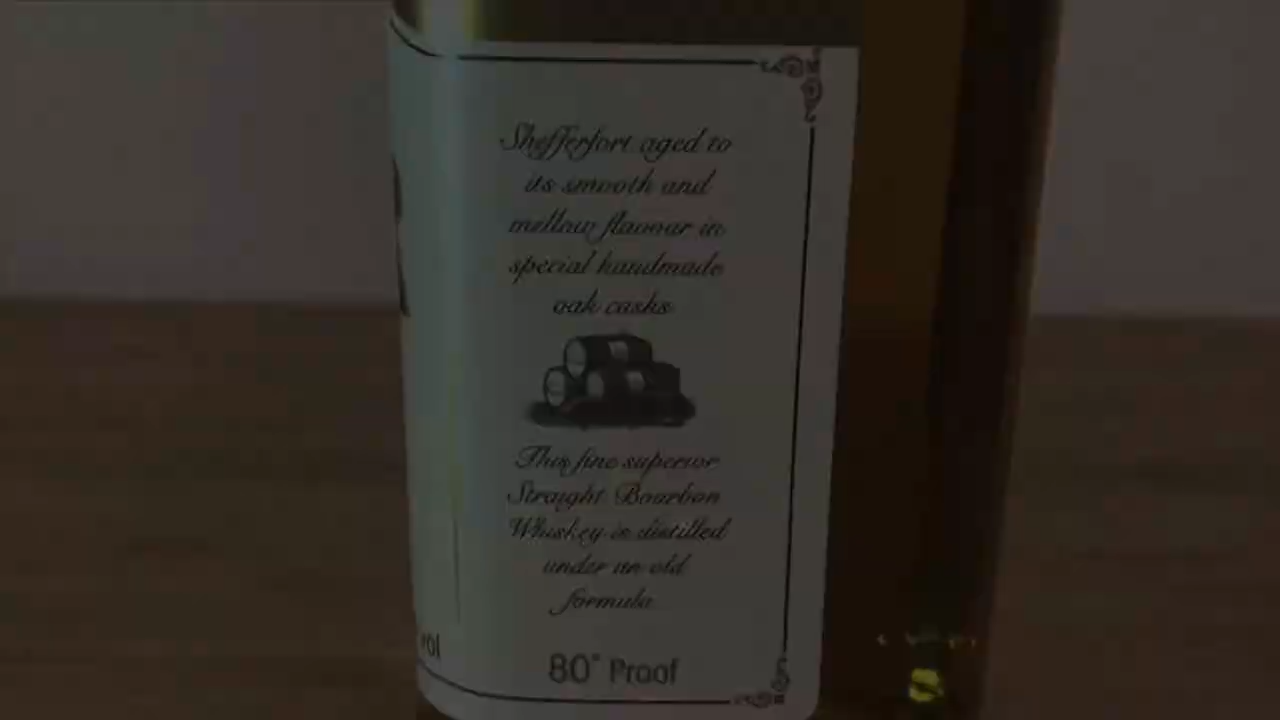 Shefferfort aged to
its smooth and
mellow flavour in
special handmade
oak casks
This fine superior
Straight Bourbon
Whiskey is distilled
under an old
formula.
vol
80° Proof